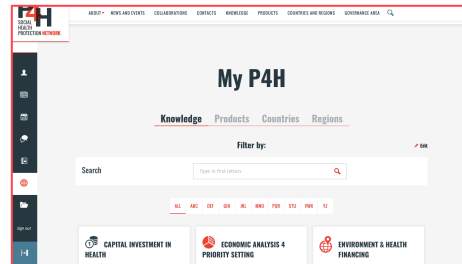 P4H
SOCIAL
HEALTH
PROTECTION NETWORK
ABOUT NEWS AND EVENTS COLLABORATIONS CONTACTS KNOWLEDGE PRODUCTS COUNTRIES AND REGIONS GOVERNANCE AREA
My P4H
Knowledge Products Countries Regions
Filter by:
Edit
Search
Type in first letters
ALL ABC DEF GHI JKL MNO PQR STU VWX YZ
Sign out
CAPITAL INVESTMENT IN
HEALTH
ECONOMIC ANALYSIS 4
PRIORITY SETTING
ENVIRONMENT & HEALTH
FINANCING